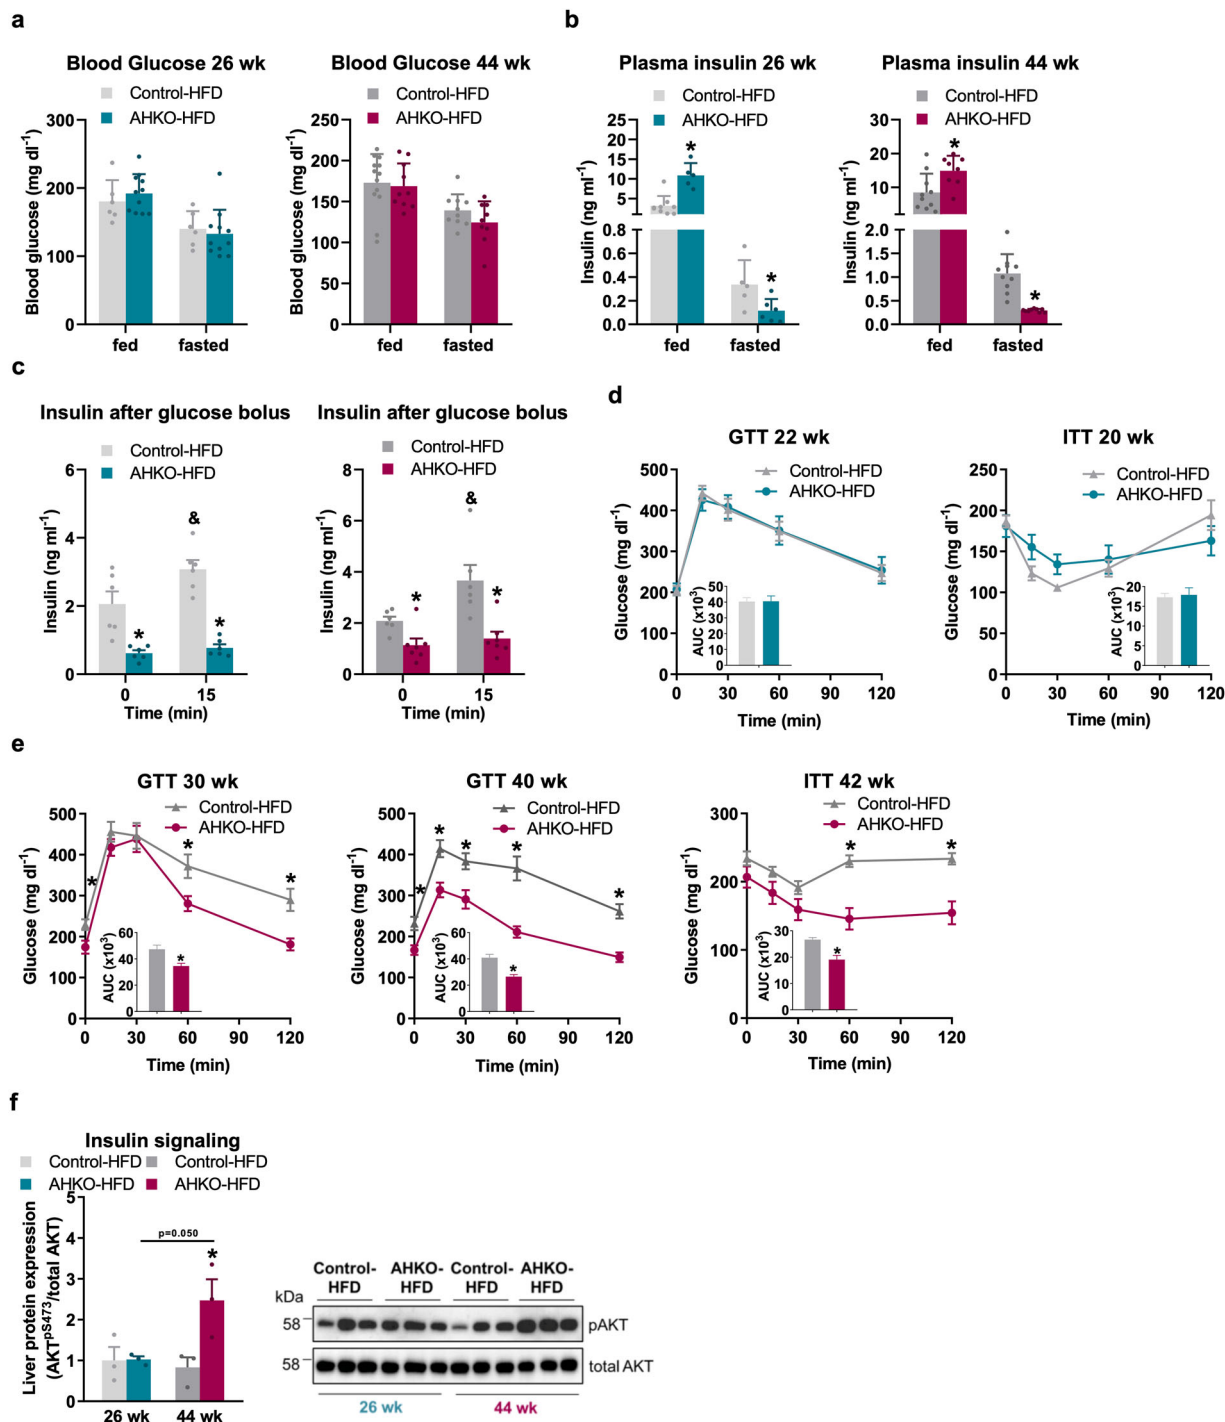 a
Blood Glucose 26 wk
Control-HFD
AHKO-HFD
Blood glucose (mg dl-1)
300
200
100
0
fed fasted
Blood Glucose 44 wk
Control-HFD
AHKO-HFD
Blood glucose (mg dl-1)
250
200
150
100
50
0
fed fasted
b
Plasma insulin 26 wk
Control-HFD
AHKO-HFD
Insulin (ng ml-1)
25
20
15
10
5
0.8
0.6
0.4
0.2
0.0
*
*
fed fasted
Plasma insulin 44 wk
Control-HFD
AHKO-HFD
Insulin (ng ml-1)
30
20
10
2.0
1.5
1.0
0.5
0.0
*
*
fed fasted
c
Insulin after glucose bolus
Control-HFD
AHKO-HFD
Insulin (ng ml-1)
6
4
2
0
&
*
*
0 15
Time (min)
Insulin after glucose bolus
Control-HFD
AHKO-HFD
Insulin (ng ml-1)
8
6
4
2
0
&
*
*
0 15
Time (min)
d
GTT 22 wk
Control-HFD
AHKO-HFD
Glucose (mg dl-1)
500
400
300
200
100
0
AUC (x103)
50
40
30
20
10
0
0 30 60 90 120
Time (min)
ITT 20 wk
Control-HFD
AHKO-HFD
Glucose (mg dl-1)
250
200
150
100
50
0
AUC (x103)
20
15
10
5
0
0 30 60 90 120
Time (min)
e
GTT 30 wk
Control-HFD
AHKO-HFD
Glucose (mg dl-1)
500
400
300
200
100
0
*
*
*
AUC (x103)
60
40
20
0
*
0 30 60 90 120
Time (min)
GTT 40 wk
Control-HFD
AHKO-HFD
Glucose (mg dl-1)
500
400
300
200
100
0
*
*
*
*
*
AUC (x103)
60
40
20
0
*
0 30 60 90 120
Time (min)
ITT 42 wk
Control-HFD
AHKO-HFD
Glucose (mg dl-1)
300
200
100
0
*
*
AUC (x103)
30
20
10
0
*
0 30 60 90 120
Time (min)
f
Insulin signaling
Control-HFD Control-HFD
AHKO-HFD AHKO-HFD
Liver protein expression
(AKTpS473/total AKT)
5
4
3
2
1
0
p=0.050
*
26 wk 44 wk
Control- AHKO- Control- AHKO-
HFD HFD HFD HFD
kDa
58 pAKT
58 total AKT
26 wk 44 wk